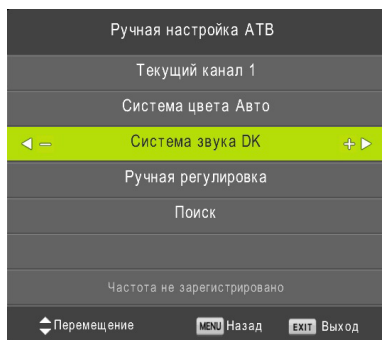 Ручная настройка АТВ
Текущий канал 1
Система цвета Авто
Система звука DK
Ручная регулировка
Поиск
Частота не зарегистрировано
Перемещение MENU Назад EXIT Выход